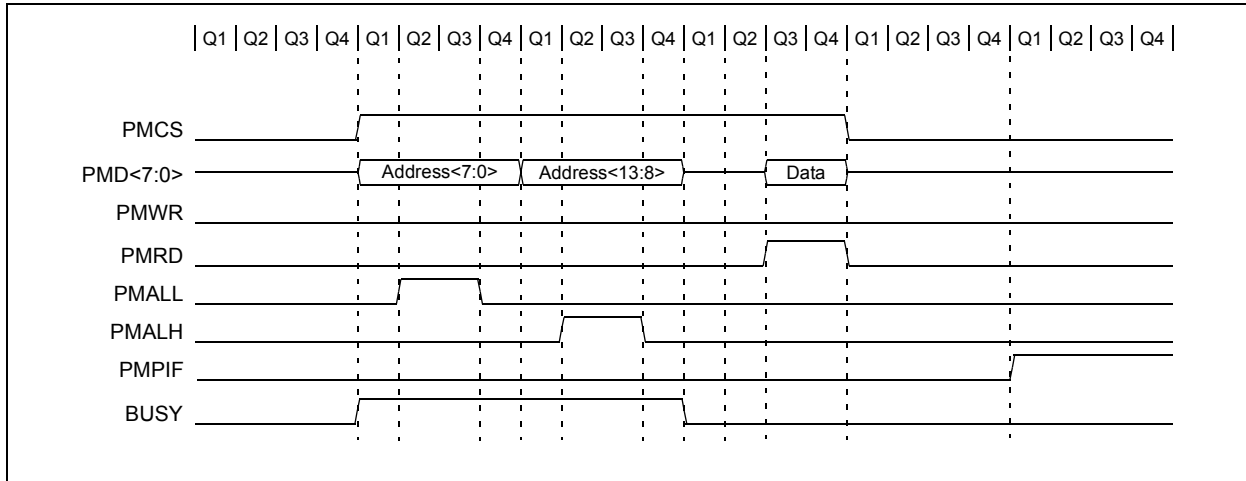 Q1 Q2 Q3 Q4 Q1 Q2 Q3 Q4 Q1 Q2 Q3 Q4 Q1 Q2 Q3 Q4 Q1 Q2 Q3 Q4 Q1 Q2 Q3 Q4
PMCS
PMD<7:0> Address<7:0> Address<13:8> Data
PMWR
PMRD
PMALL
PMALH
PMPIF
BUSY